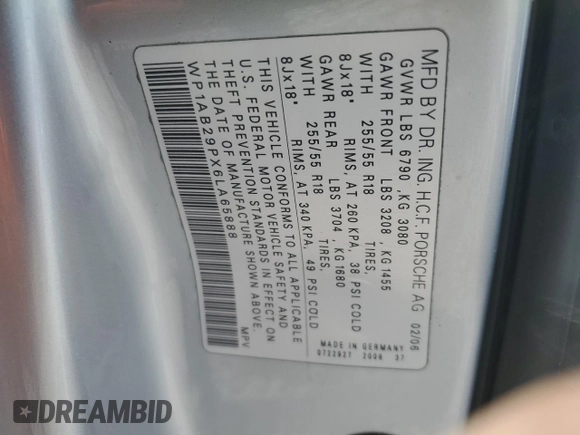 MFD BY DR. ING. H.C.F. PORSCHE AG 02/06
GVWR LBS 6790 ,KG 3080
GAWR FRONT LBS 3208 , KG 1455
WITH 255/55 R18 TIRES,
8Jx18" RIMS, AT 260 KPA, 38 PSI COLD
GAWR REAR LBS 3704 , KG 1680
WITH 255/55 R18 TIRES,
8Jx18" RIMS, AT 340 KPA, 49 PSI COLD
THIS VEHICLE CONFORMS TO ALL APPLICABLE
U.S. FEDERAL MOTOR VEHICLE SAFETY AND
THEFT PREVENTION STANDARDS IN EFFECT ON
THE DATE OF MANUFACTURE SHOWN ABOVE.
WP1AB29PX6LA65888 MPV
MADE IN GERMANY
0722927 2006 37
DREAMBID